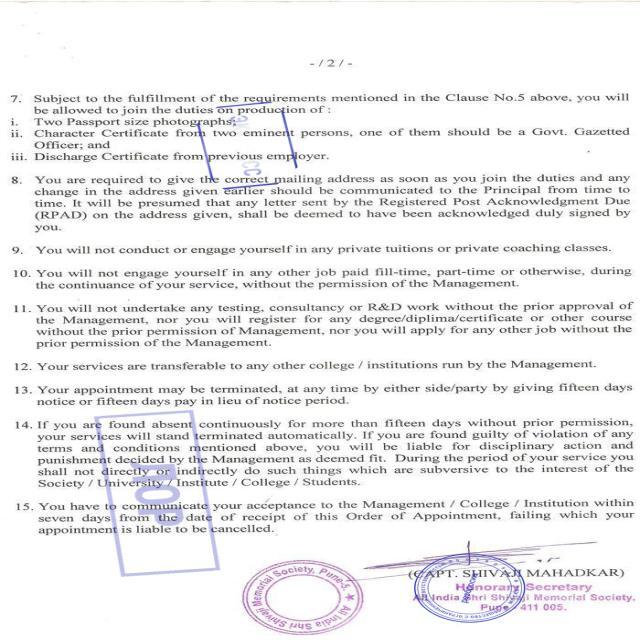 - / 2 / -
7. Subject to the fulfillment of the requirements mentioned in the Clause No.5 above, you will
be allowed to join the duties on production of :
i. Two Passport size photographs;
ii. Character Certificate from two eminent persons, one of them should be a Govt. Gazetted
Officer; and
iii. Discharge Certificate from previous employer.
8. You are required to give the correct mailing address as soon as you join the duties and any
change in the address given earlier should be communicated to the Principal from time to
time. It will be presumed that any letter sent by the Registered Post Acknowledgment Due
(RPAD) on the address given, shall be deemed to have been acknowledged duly signed by
you.
9. You will not conduct or engage yourself in any private tuitions or private coaching classes.
10. You will not engage yourself in any other job paid fill-time, part-time or otherwise, during
the continuance of your service, without the permission of the Management.
11. You will not undertake any testing, consultancy or R&D work without the prior approval of
the Management, nor you will register for any degree/diploma/certificate or other course
without the prior permission of Management, nor you will apply for any other job without the
prior permission of the Management.
12. Your services are transferable to any other college / institutions run by the Management.
13. Your appointment may be terminated, at any time by either side/party by giving fifteen days
notice or fifteen days pay in lieu of notice period.
14. If you are found absent continuously for more than fifteen days without prior permission,
your services will stand terminated automatically. If you are found guilty of violation of any
terms and conditions mentioned above, you will be liable for disciplinary action and
punishment decided by the Management as deemed fit. During the period of your service you
shall not directly or indirectly do such things which are subversive to the interest of the
Society / University / Institute / College / Students.
15. You have to communicate your acceptance to the Management / College / Institution within
seven days from the date of receipt of this Order of Appointment, failing which your
appointment is liable to be cancelled.
(CAPT. SHIVAJI MAHADKAR)
Honorary Secretary
All India Shri Shivaji Memorial Society,
Pune - 411 005.
All India Shri Shivaji Memorial Society, Pune-5